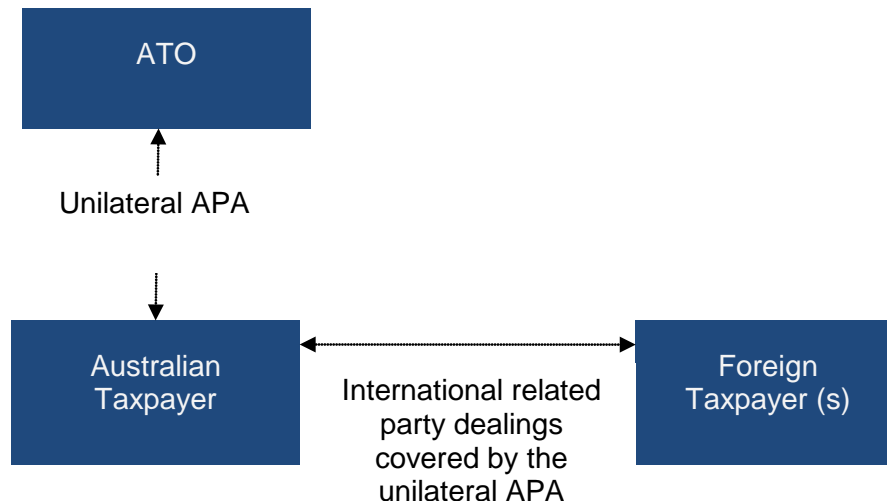 ATO
Unilateral APA
Australian
Taxpayer
International related
party dealings
covered by the
unilateral APA
Foreign
Taxpayer (s)